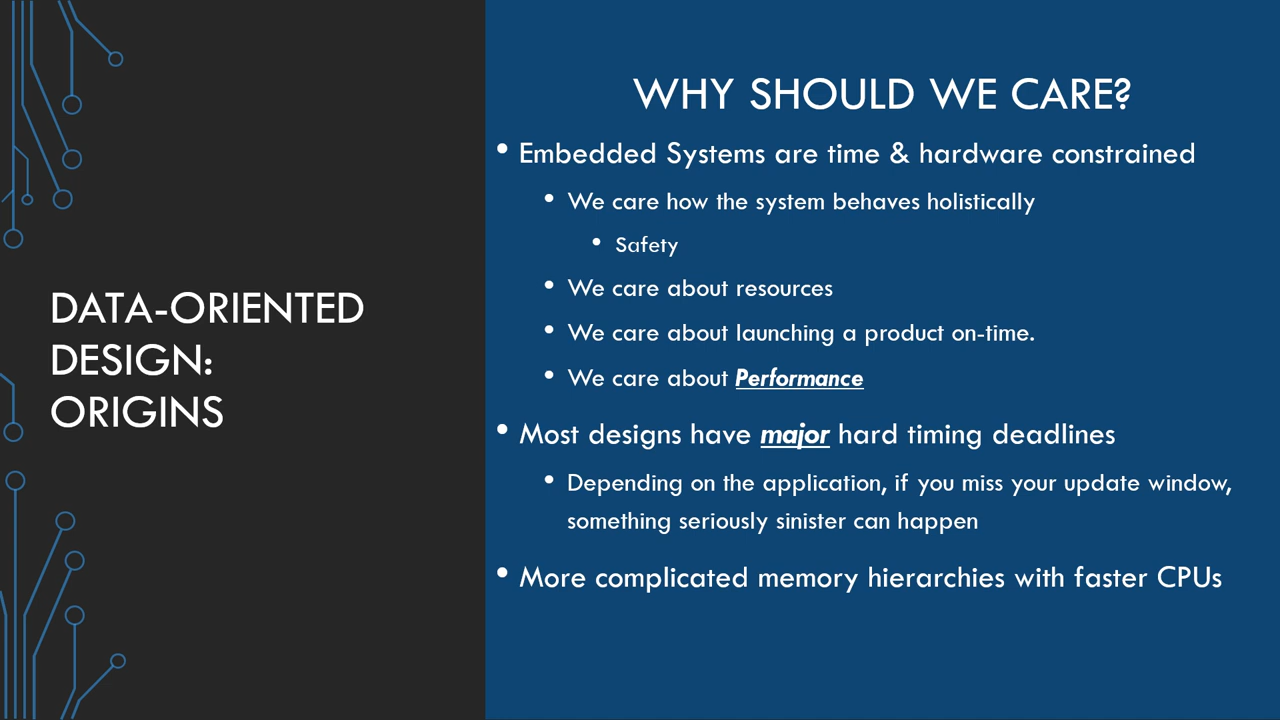 DATA-ORIENTED
DESIGN:
ORIGINS
WHY SHOULD WE CARE?
• Embedded Systems are time & hardware constrained
• We care how the system behaves holistically
• Safety
• We care about resources
• We care about launching a product on-time.
• We care about Performance
• Most designs have major hard timing deadlines
• Depending on the application, if you miss your update window,
something seriously sinister can happen
• More complicated memory hierarchies with faster CPUs